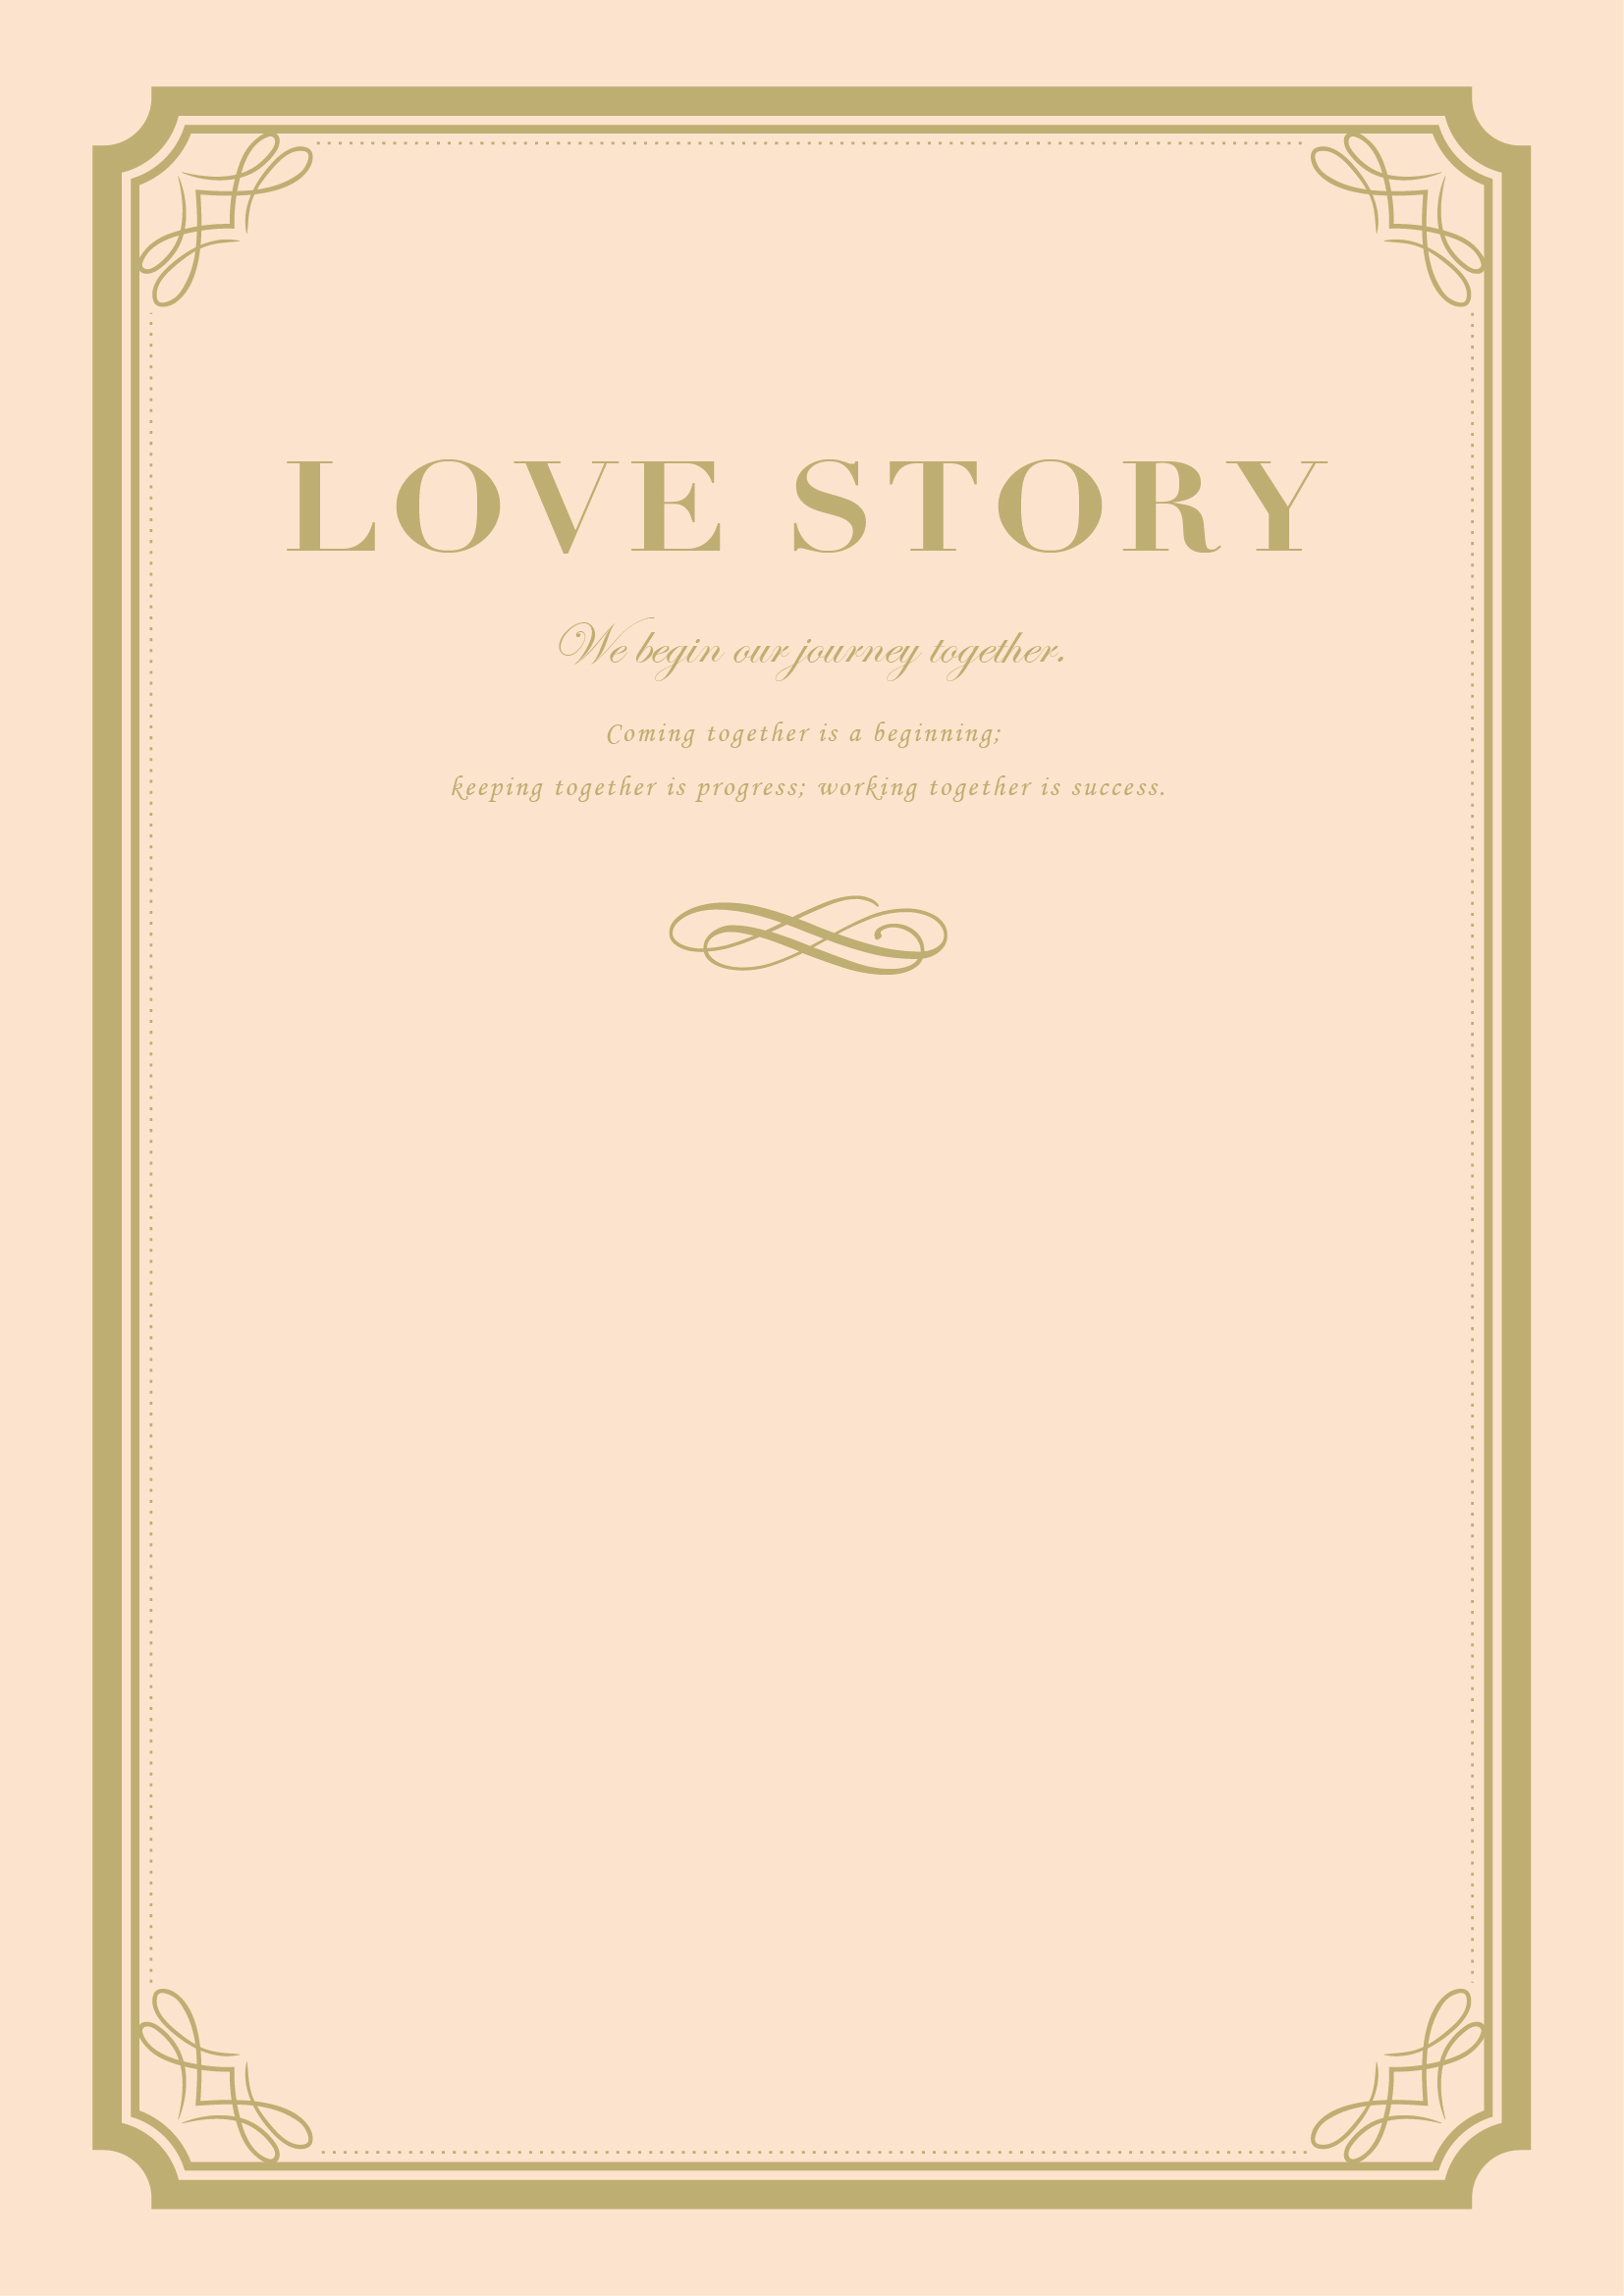 LOVE STORY
We begin our journey together.
Coming together is a beginning;
keeping together is progress; working together is success.